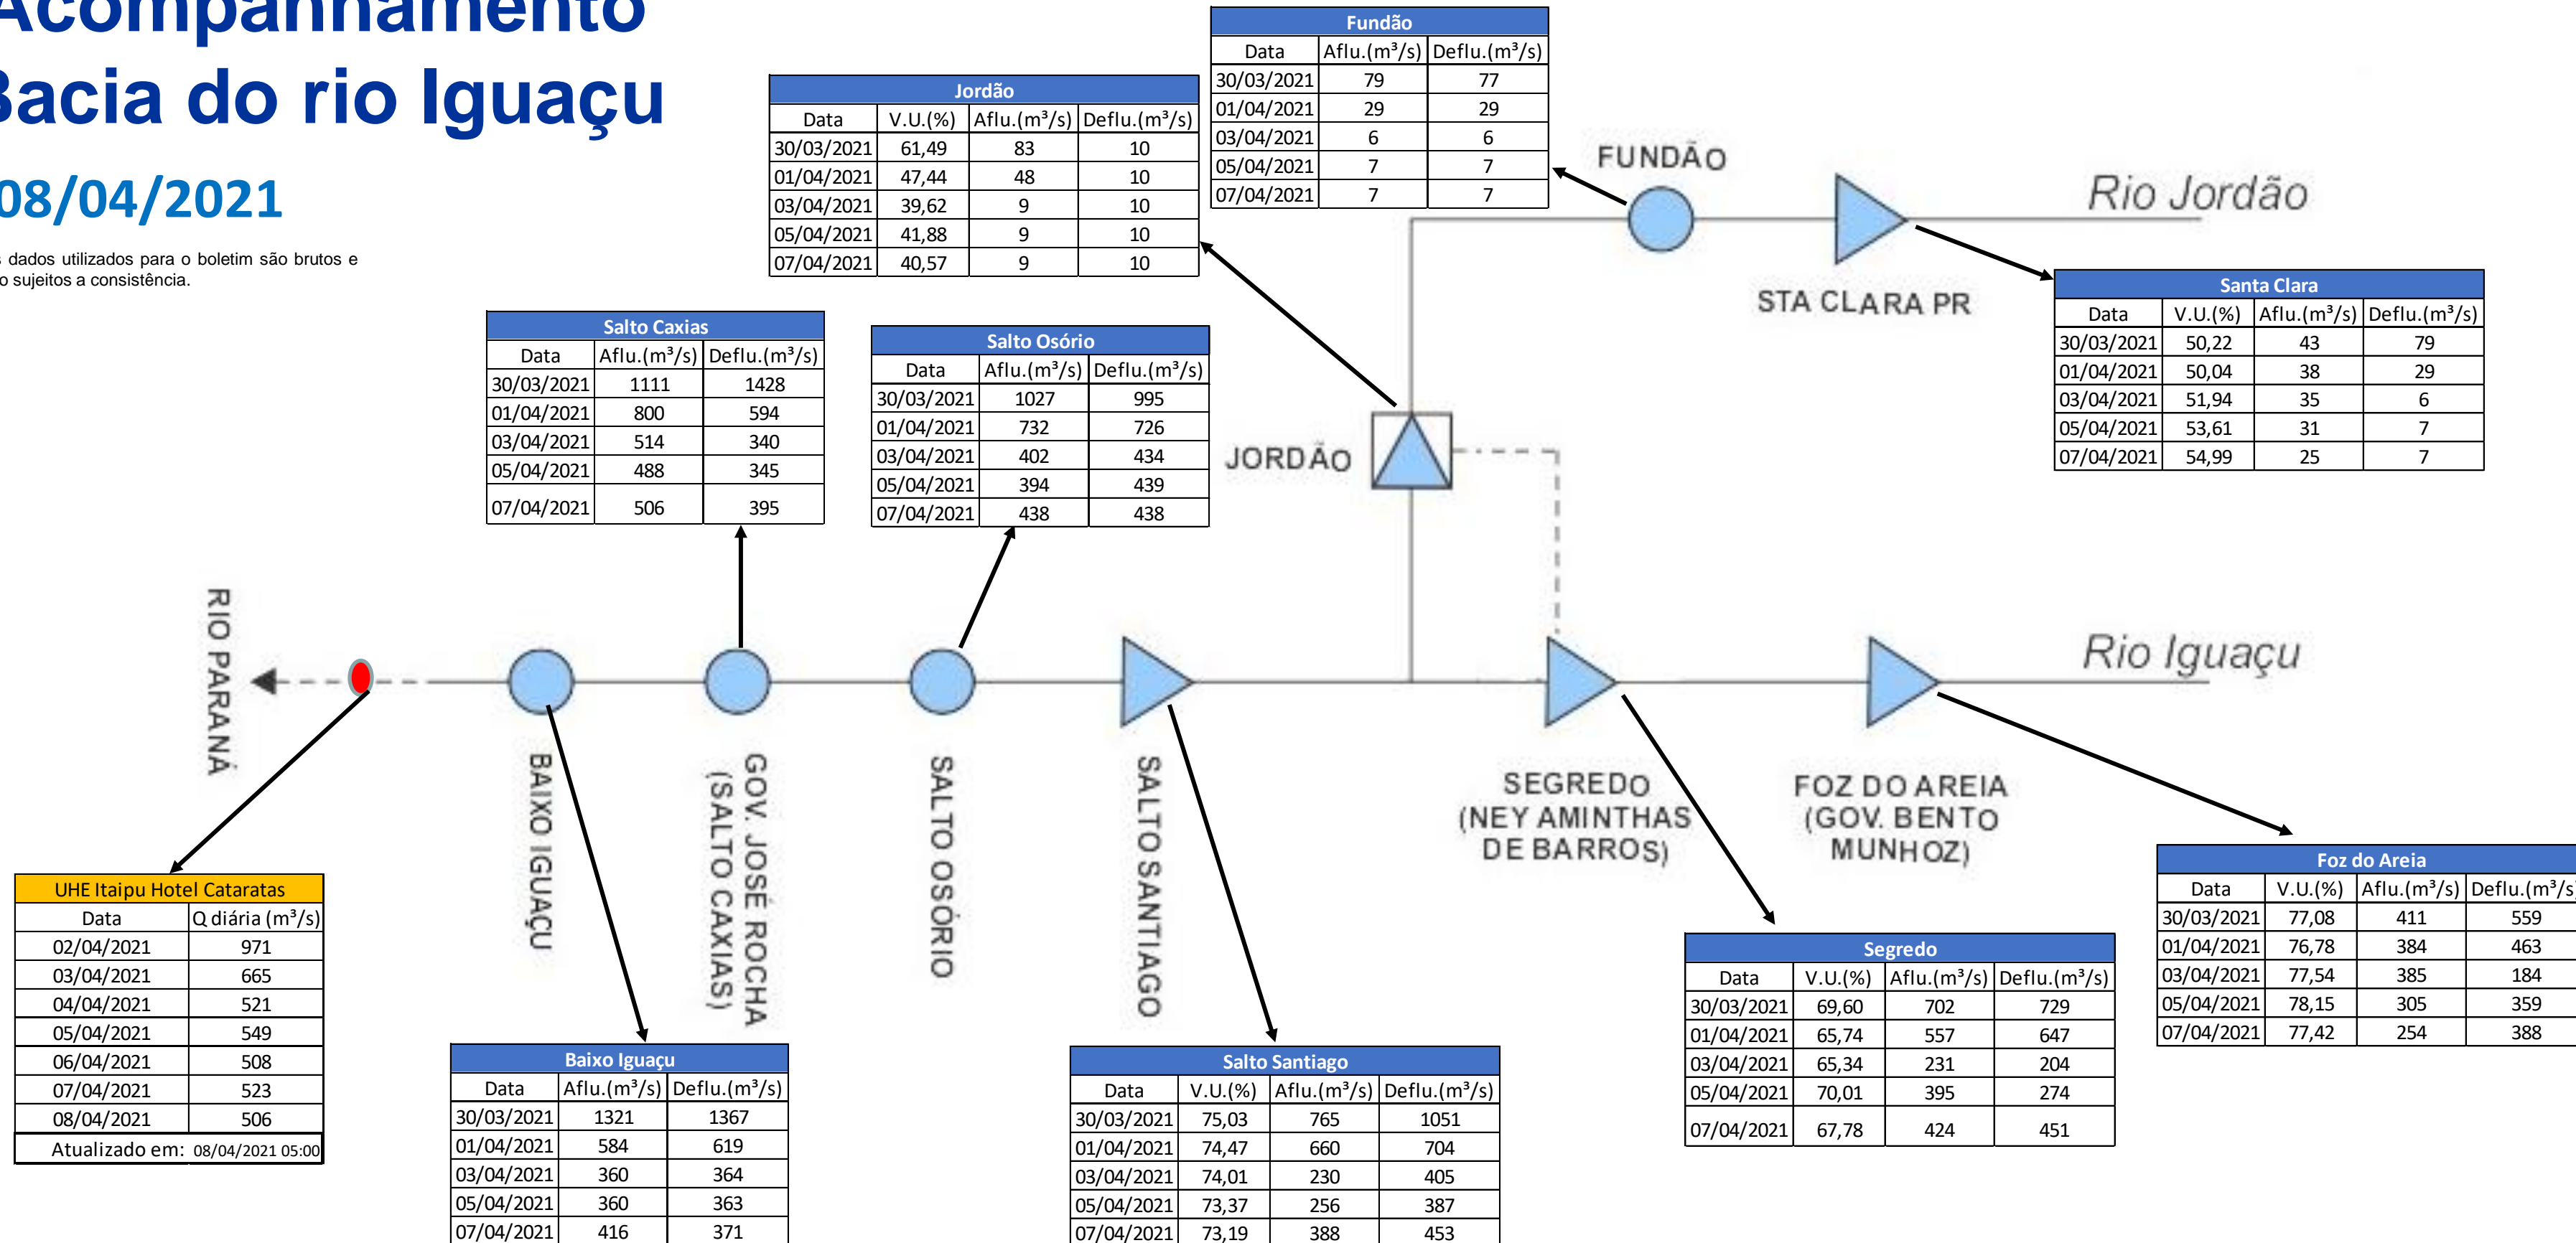 Acompanhamento
Bacia do rio Iguaçu
08/04/2021
dados utilizados para o boletim são brutos e
sujeitos a consistência.
Fundão
Data Aflu.(m³/s) Deflu.(m³/s)
30/03/2021 79 77
01/04/2021 29 29
03/04/2021 6 6
05/04/2021 7 7
07/04/2021 7 7
Jordão
Data V.U.(%) Aflu.(m³/s) Deflu.(m³/s)
30/03/2021 61,49 83 10
01/04/2021 47,44 48 10
03/04/2021 39,62 9 10
05/04/2021 41,88 9 10
07/04/2021 40,57 9 10
FUNDÃO
Rio Jordão
STA CLARA PR
Santa Clara
Data V.U.(%) Aflu.(m³/s) Deflu.(m³/s)
30/03/2021 50,22 43 79
01/04/2021 50,04 38 29
03/04/2021 51,94 35 6
05/04/2021 53,61 31 7
07/04/2021 54,99 25 7
Salto Caxias
Data Aflu.(m³/s) Deflu.(m³/s)
30/03/2021 1111 1428
01/04/2021 800 594
03/04/2021 514 340
05/04/2021 488 345
07/04/2021 506 395
Salto Osório
Data Aflu.(m³/s) Deflu.(m³/s)
30/03/2021 1027 995
01/04/2021 732 726
03/04/2021 402 434
05/04/2021 394 439
07/04/2021 438 438
JORDÃO
RIO PARANÁ
Rio Iguaçu
BAIXO IGUAÇU
GOV. JOSÉ ROCHA
(SALTO CAXIAS)
SALTO OSÓRIO
SALTO SANTIAGO
SEGREDO
(NEY AMINTHAS
DE BARROS)
FOZ DO AREIA
(GOV. BENTO
MUNHOZ)
UHE Itaipu Hotel Cataratas
Data Q diária (m³/s)
02/04/2021 971
03/04/2021 665
04/04/2021 521
05/04/2021 549
06/04/2021 508
07/04/2021 523
08/04/2021 506
Atualizado em: 08/04/2021 05:00
Baixo Iguaçu
Data Aflu.(m³/s) Deflu.(m³/s)
30/03/2021 1321 1367
01/04/2021 584 619
03/04/2021 360 364
05/04/2021 360 363
07/04/2021 416 371
Salto Santiago
Data V.U.(%) Aflu.(m³/s) Deflu.(m³/s)
30/03/2021 75,03 765 1051
01/04/2021 74,47 660 704
03/04/2021 74,01 230 405
05/04/2021 73,37 256 387
07/04/2021 73,19 388 453
Segredo
Data V.U.(%) Aflu.(m³/s) Deflu.(m³/s)
30/03/2021 69,60 702 729
01/04/2021 65,74 557 647
03/04/2021 65,34 231 204
05/04/2021 70,01 395 274
07/04/2021 67,78 424 451
Foz do Areia
Data V.U.(%) Aflu.(m³/s) Deflu.(m³/s
30/03/2021 77,08 411 559
01/04/2021 76,78 384 463
03/04/2021 77,54 385 184
05/04/2021 78,15 305 359
07/04/2021 77,42 254 388